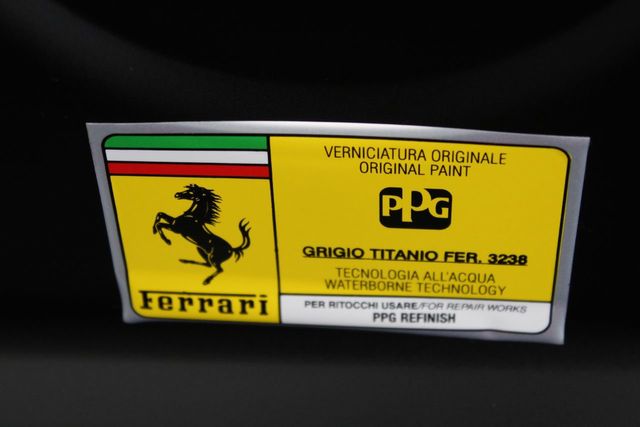 Ferrari
VERNICIATURA ORIGINALE
ORIGINAL PAINT
PPG
GRIGIO TITANIO FER. 3238
TECNOLOGIA ALL'ACQUA
WATERBORNE TECHNOLOGY
PER RITOCCHI USARE/FOR REPAIR WORKS
PPG REFINISH